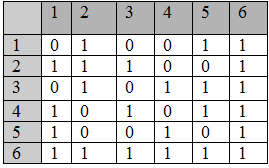 1 2 3 4 5 6
1 0 1 0 0 1 1
2 1 1 1 0 0 1
3 0 1 0 1 1 1
4 1 0 1 0 1 1
5 1 0 0 1 0 1
6 1 1 1 1 1 1